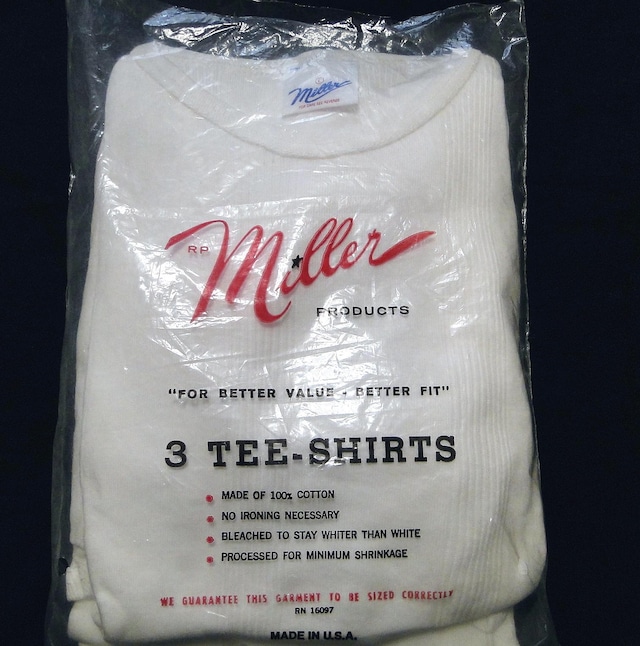 Miller
RP Miller
PRODUCTS
"FOR BETTER VALUE - BETTER FIT"
3 TEE-SHIRTS
MADE OF 100% COTTON
NO IRONING NECESSARY
BLEACHED TO STAY WHITER THAN WHITE
PROCESSED FOR MINIMUM SHRINKAGE
WE GUARANTEE THIS GARMENT TO BE SIZED CORRECTLY
RN 16097
MADE IN U.S.A.